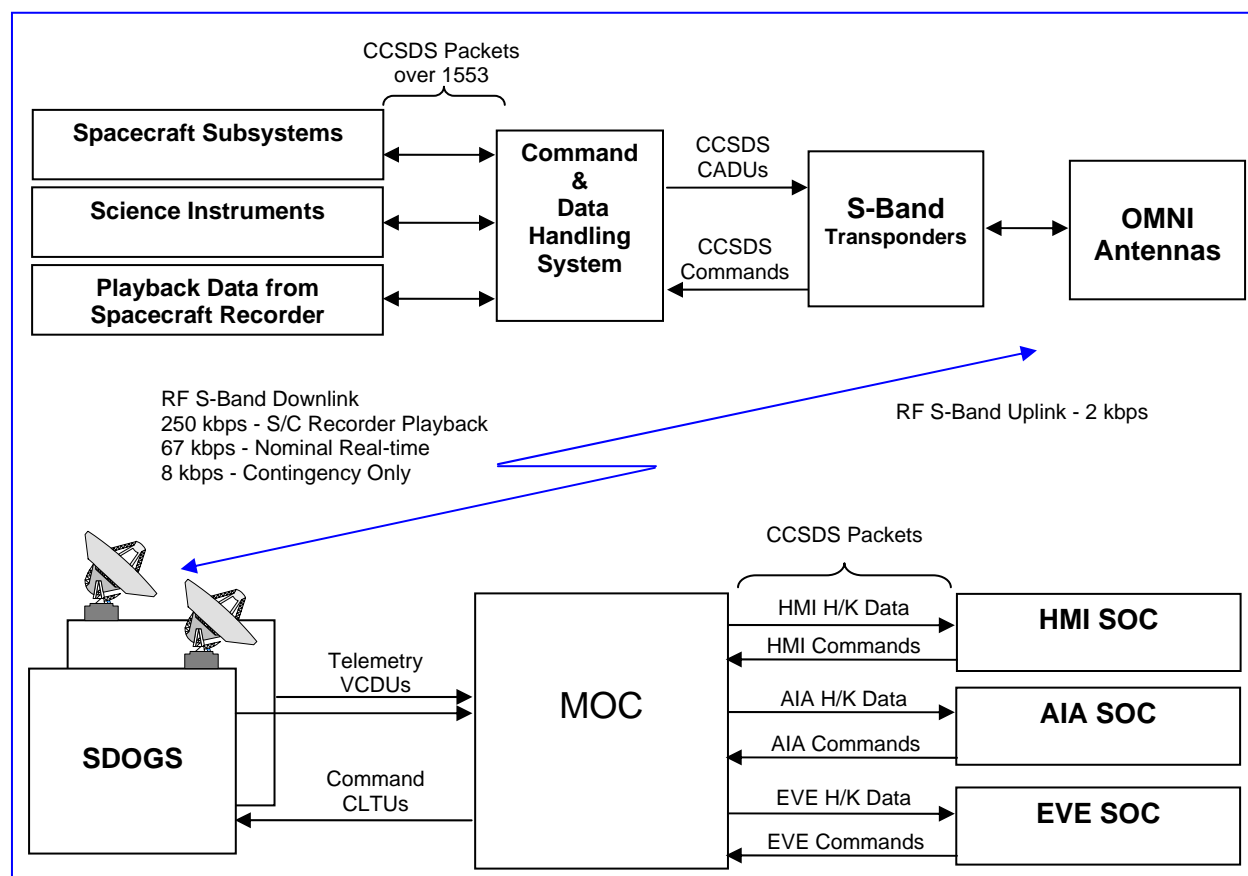 CCSDS Packets
over 1553
Spacecraft Subsystems
Science Instruments
Playback Data from
Spacecraft Recorder
Command
&
Data
Handling
System
CCSDS
CADUs
CCSDS
Commands
S-Band
Transponders
OMNI
Antennas
RF S-Band Downlink
250 kbps - S/C Recorder Playback
67 kbps - Nominal Real-time
8 kbps - Contingency Only
RF S-Band Uplink - 2 kbps
SDOGS
Telemetry
VCDUs
Command
CLTUs
MOC
CCSDS Packets
HMI H/K Data
HMI Commands
AIA H/K Data
AIA Commands
EVE H/K Data
EVE Commands
HMI SOC
AIA SOC
EVE SOC